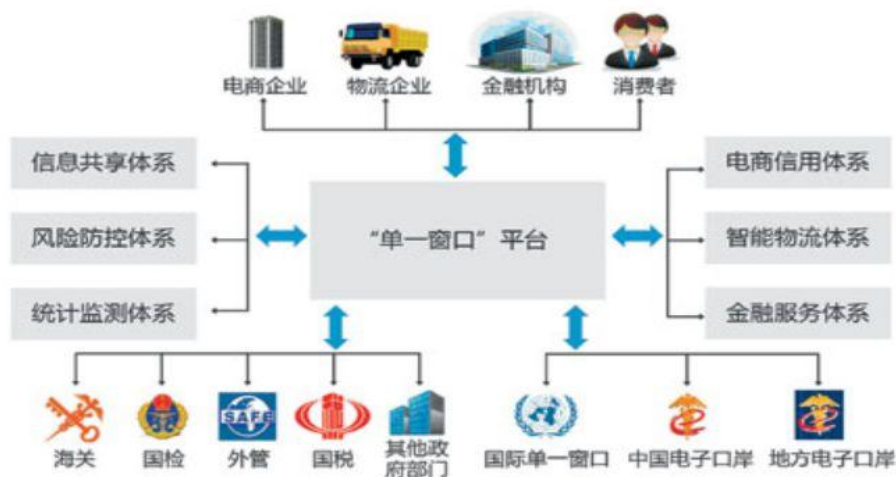 电商企业
物流企业
金融机构
消费者
信息共享体系
电商信用体系
风险防控体系
“单一窗口”平台
智能物流体系
统计监测体系
金融服务体系
SAFE
海关
国检
外管
国税
其他政
府部门
国际单一窗口
中国电子口岸
地方电子口岸